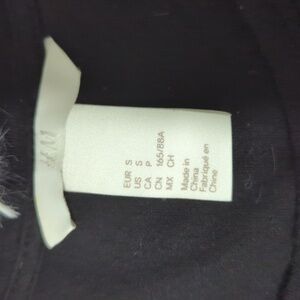 H&M
EUR S
US S
CA P
CN 165/88A
MX CH
Made in
China
Fabriqué en
Chine